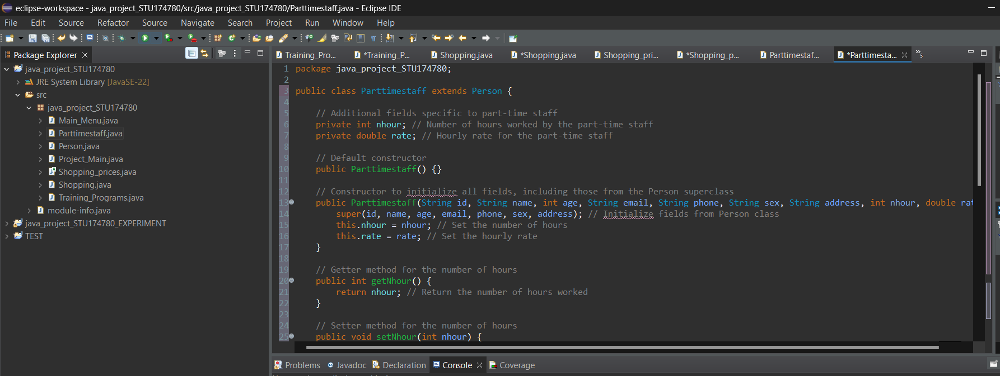 eclipse-workspace - java_project_STU174780/src/java_project_STU174780/Parttimestaff.java - Eclipse IDE
File Edit Source Refactor Source Navigate Search Project Run Window Help
Package Explorer
java_project_STU174780
JRE System Library [JavaSE-22]
src
java_project_STU174780
Main_Menu.java
Parttimestaff.java
Person.java
Project_Main.java
Shopping_prices.java
Shopping.java
Training_Programs.java
module-info.java
java_project_STU174780_EXPERIMENT
TEST
Training_Pro... *Training_P... Shopping.java *Shopping.java Shopping_pri... *Shopping_p... Parttimestaf... *Parttimesta... »5
1 package java_project_STU174780;
2
3 public class Parttimestaff extends Person {
4
5 // Additional fields specific to part-time staff
6 private int nhour; // Number of hours worked by the part-time staff
7 private double rate; // Hourly rate for the part-time staff
8
9 // Default constructor
10 public Parttimestaff() {}
11
12 // Constructor to initialize all fields, including those from the Person superclass
13 public Parttimestaff(String id, String name, int age, String email, String phone, String sex, String address, int nhour, double rat
14 super(id, name, age, email, phone, sex, address); // Initialize fields from Person class
15 this.nhour = nhour; // Set the number of hours
16 this.rate = rate; // Set the hourly rate
17 }
18
19 // Getter method for the number of hours
20 public int getNhour() {
21 return nhour; // Return the number of hours worked
22 }
23
24 // Setter method for the number of hours
25 public void setNhour(int nhour) {
Problems Javadoc Declaration Console Coverage